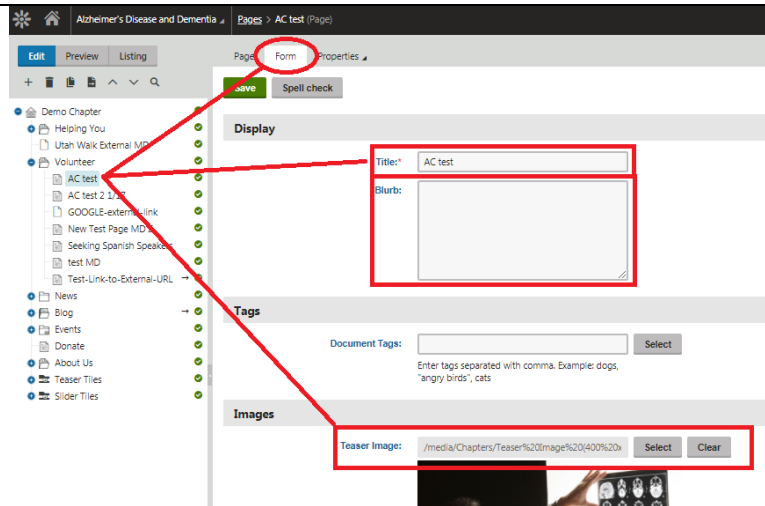 Alzheimer's Disease and Dementia Pages > AC test (Page)
Edit Preview Listing
Page Form Properties
Save Spell check
Demo Chapter
Helping You
Utah Walk External MD
Volunteer
AC test
AC test 2 1/17
GOOGLE-external-link
New Test Page MD
Seeking Spanish Speakers
test MD
Test-Link-to-External-URL
News
Blog
Events
Donate
About Us
Teaser Tiles
Slider Tiles
Display
Title:* AC test
Blurb:
Tags
Document Tags: Select
Enter tags separated with comma. Example: dogs,
"angry birds", cats
Images
Teaser Image: /media/Chapters/Teaser%20Image%20(400%20x Select Clear